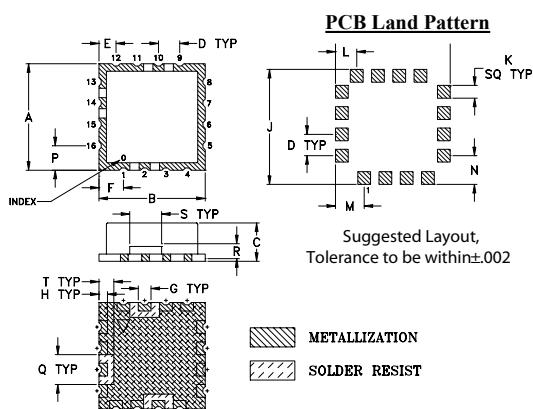 PCB Land Pattern
E
D TYP
12 11 10 9
13
14
15
16
8
7
6
5
A
P
0
1 2 3 4
INDEX
F
B
L
K
SQ TYP
J
D TYP
N
M
1
S TYP
R
C
Suggested Layout,
Tolerance to be within±.002
T TYP
H TYP
G TYP
Q TYP
METALLIZATION
SOLDER RESIST